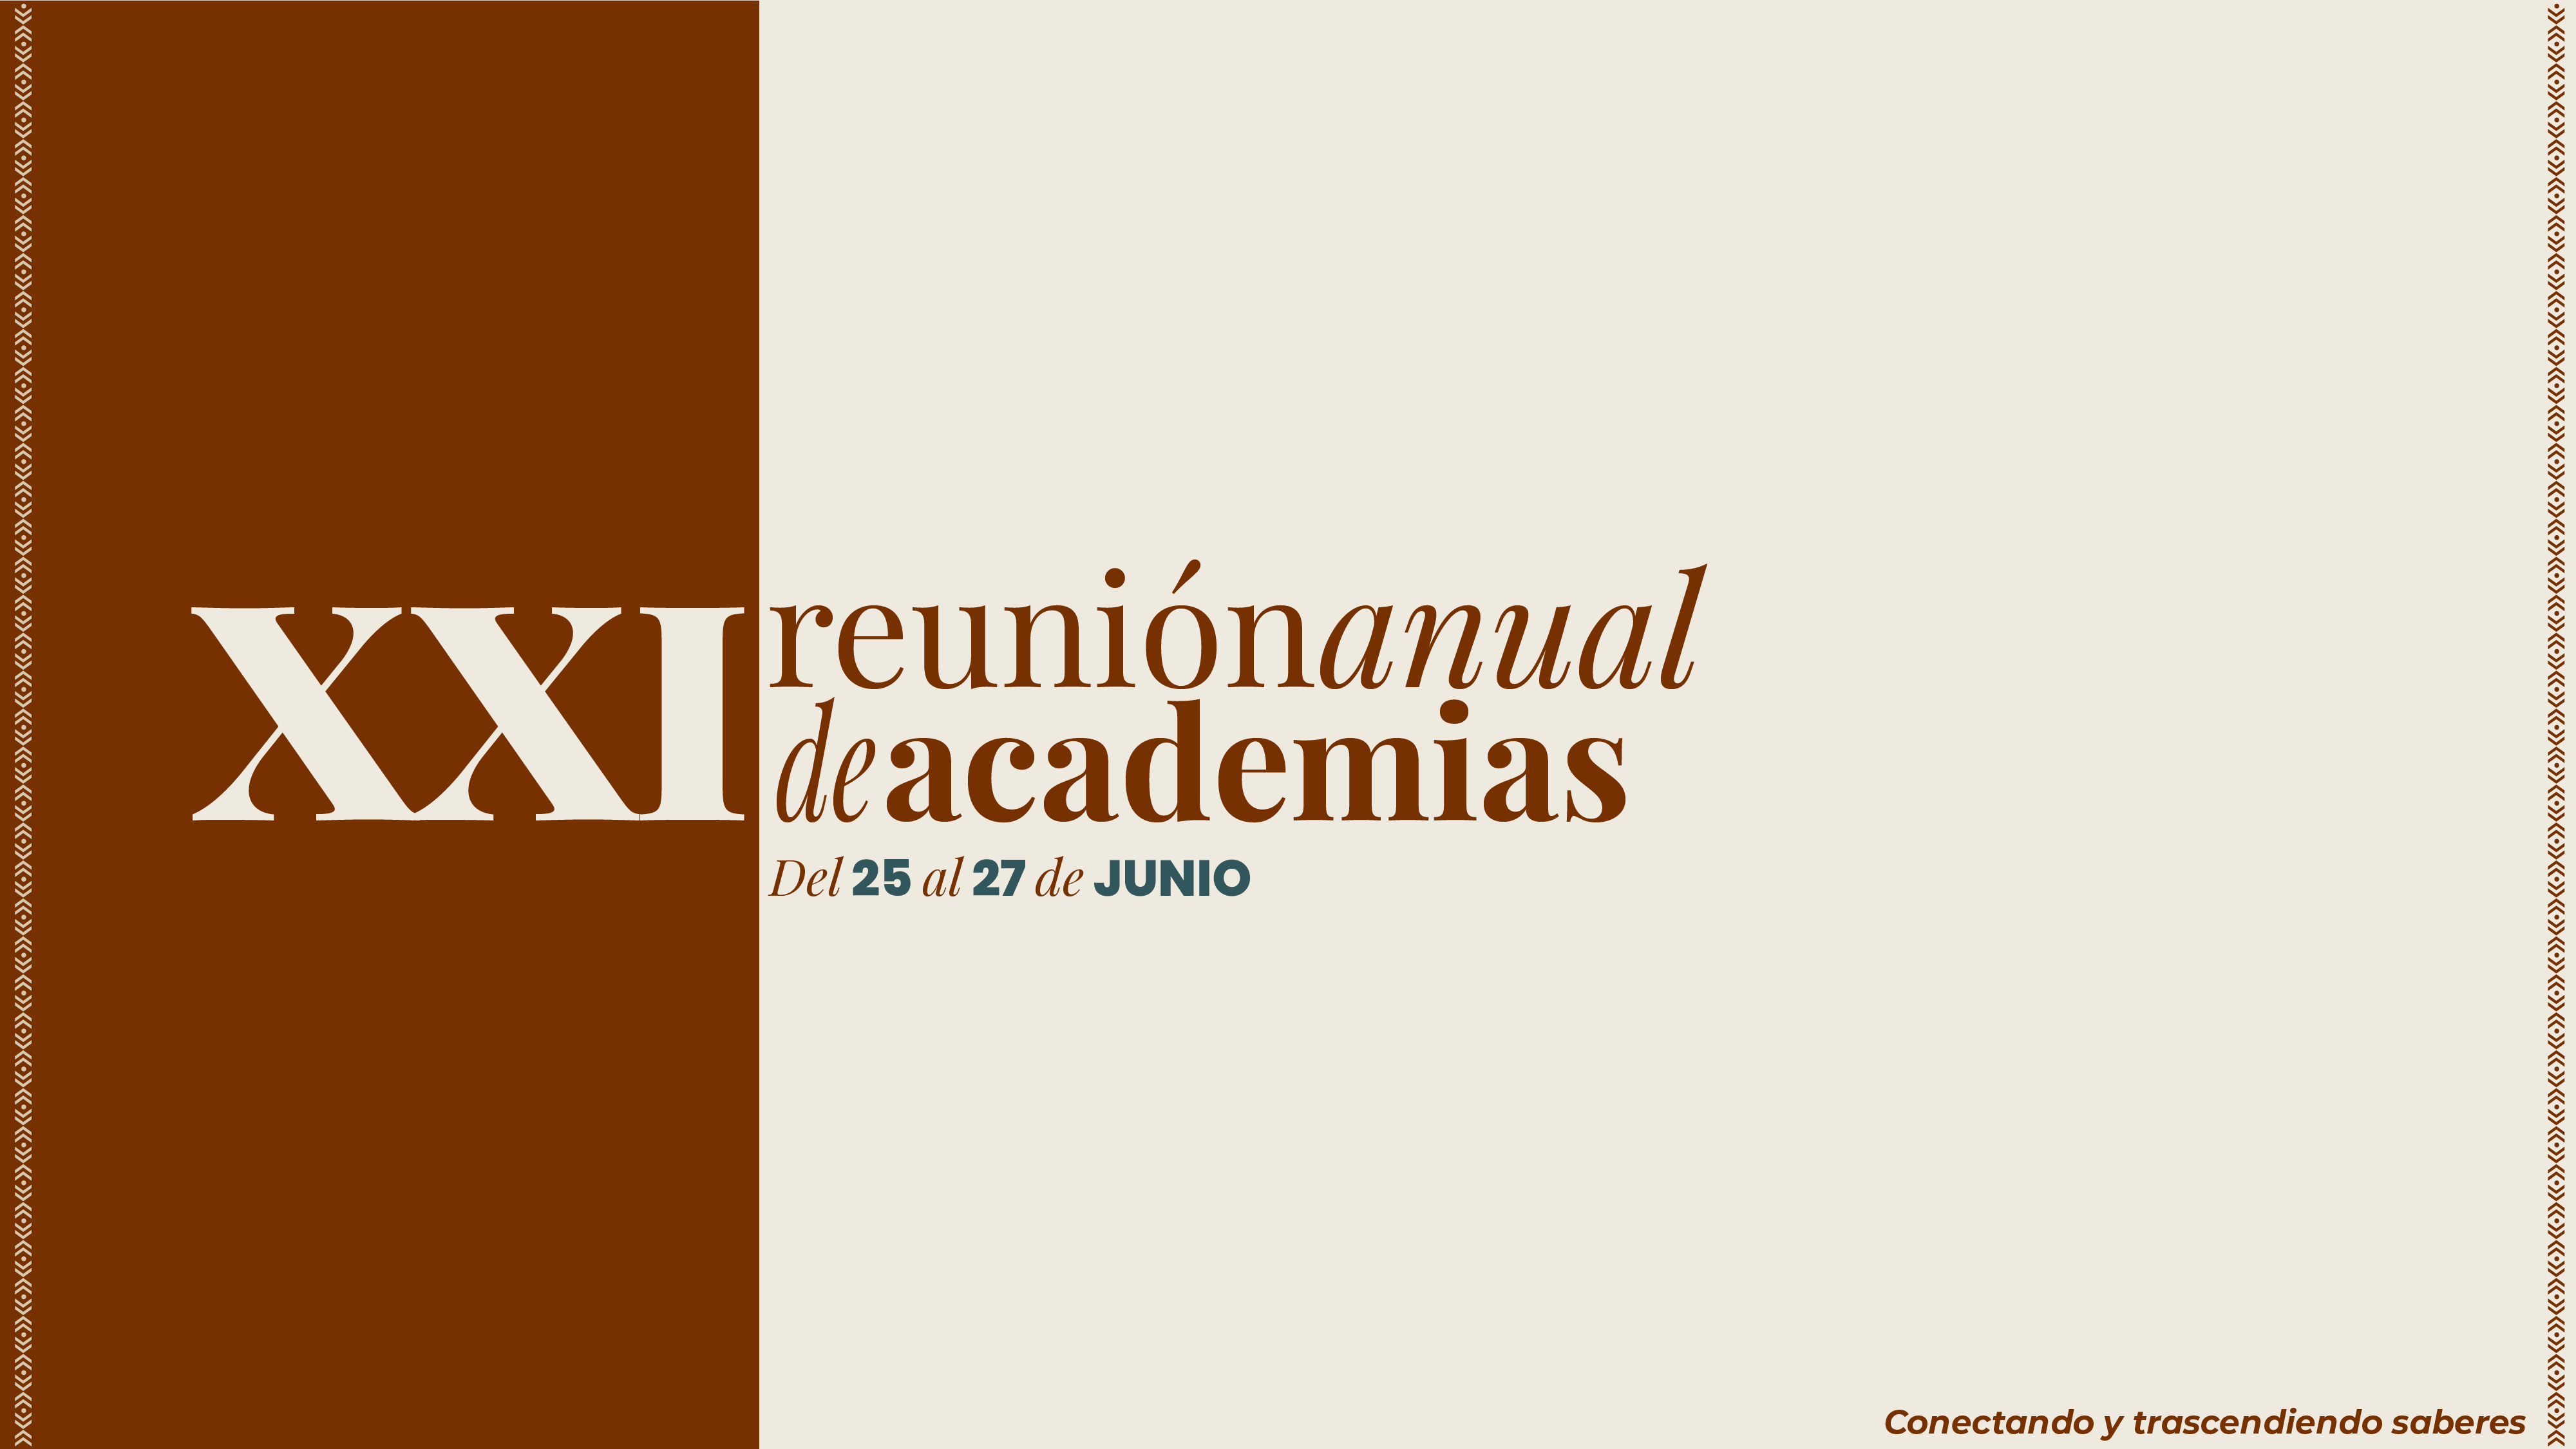 XXI reunión anual
de academias
Del 25 al 27 de JUNIO
Conectando y trascendiendo saberes